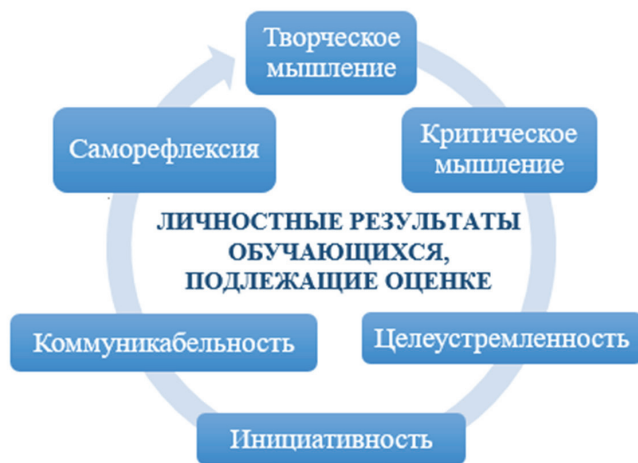 Творческое
мышление
Критическое
мышление
Саморефлексия
ЛИЧНОСТНЫЕ РЕЗУЛЬТАТЫ
ОБУЧАЮЩИХСЯ,
ПОДЛЕЖАЩИЕ ОЦЕНКЕ
Целеустремленность
Коммуникабельность
Инициативность